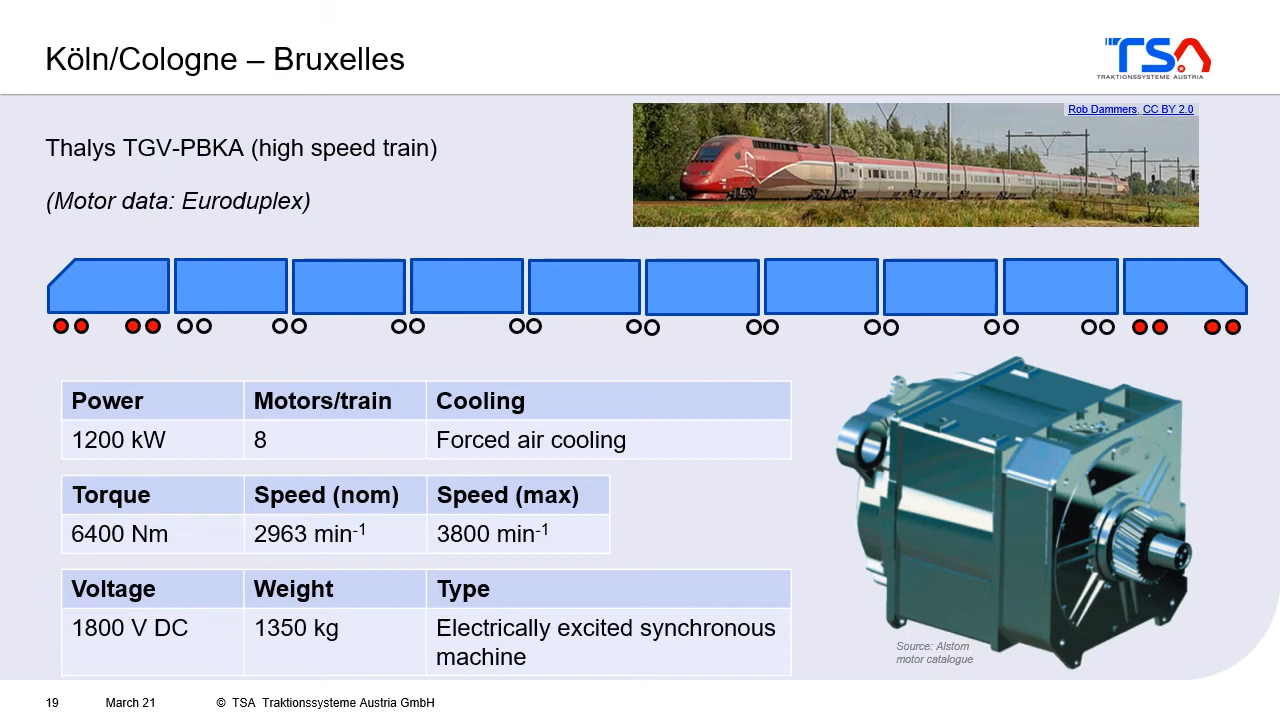 Köln/Cologne – Bruxelles
TSA
TRAKTIONSSYSTEME AUSTRIA
Rob Dammers, CC BY 2.0
Thalys TGV-PBKA (high speed train)
(Motor data: Euroduplex)
Power Motors/train Cooling
1200 kW 8 Forced air cooling
Torque Speed (nom) Speed (max)
6400 Nm 2963 min-1 3800 min-1
Voltage Weight Type
1800 V DC 1350 kg Electrically excited synchronous
machine
Source: Alstom
motor catalogue
19 March 21 © TSA Traktionssysteme Austria GmbH